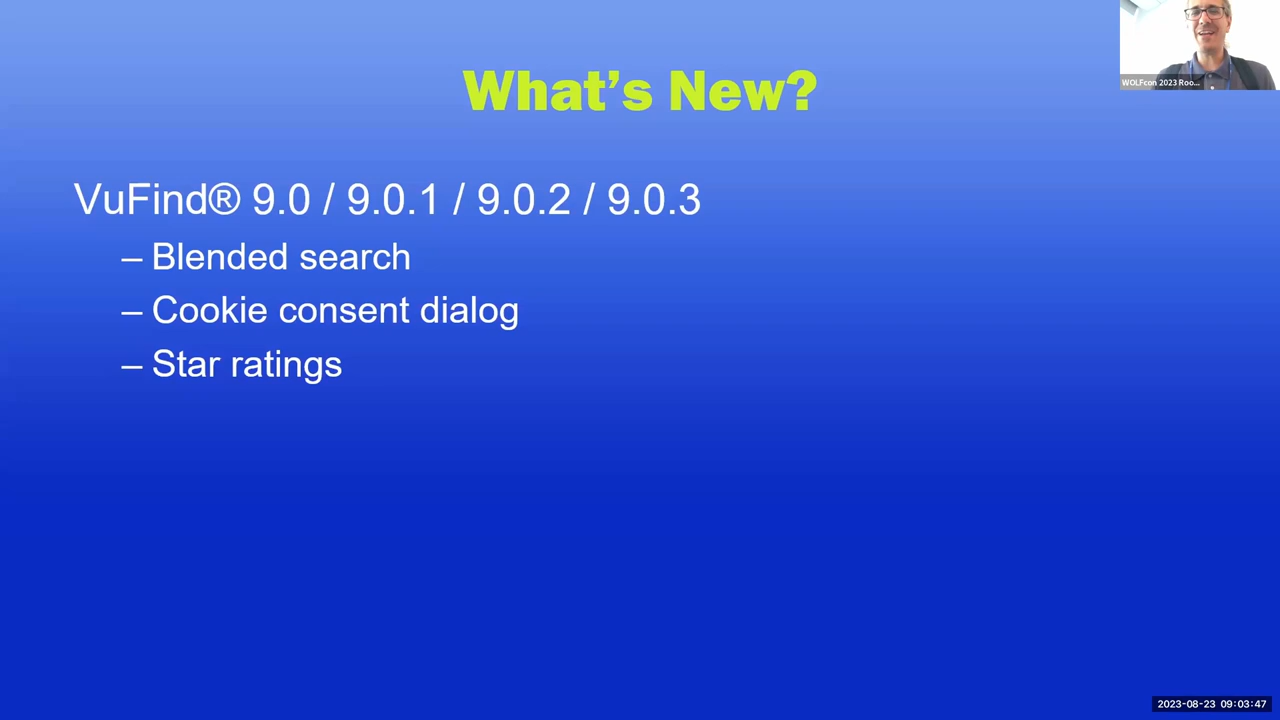 What's New?
WOLFcon 2023 Roo...
VuFind® 9.0 / 9.0.1 / 9.0.2 / 9.0.3
– Blended search
– Cookie consent dialog
– Star ratings
2023-08-23 09:03:47